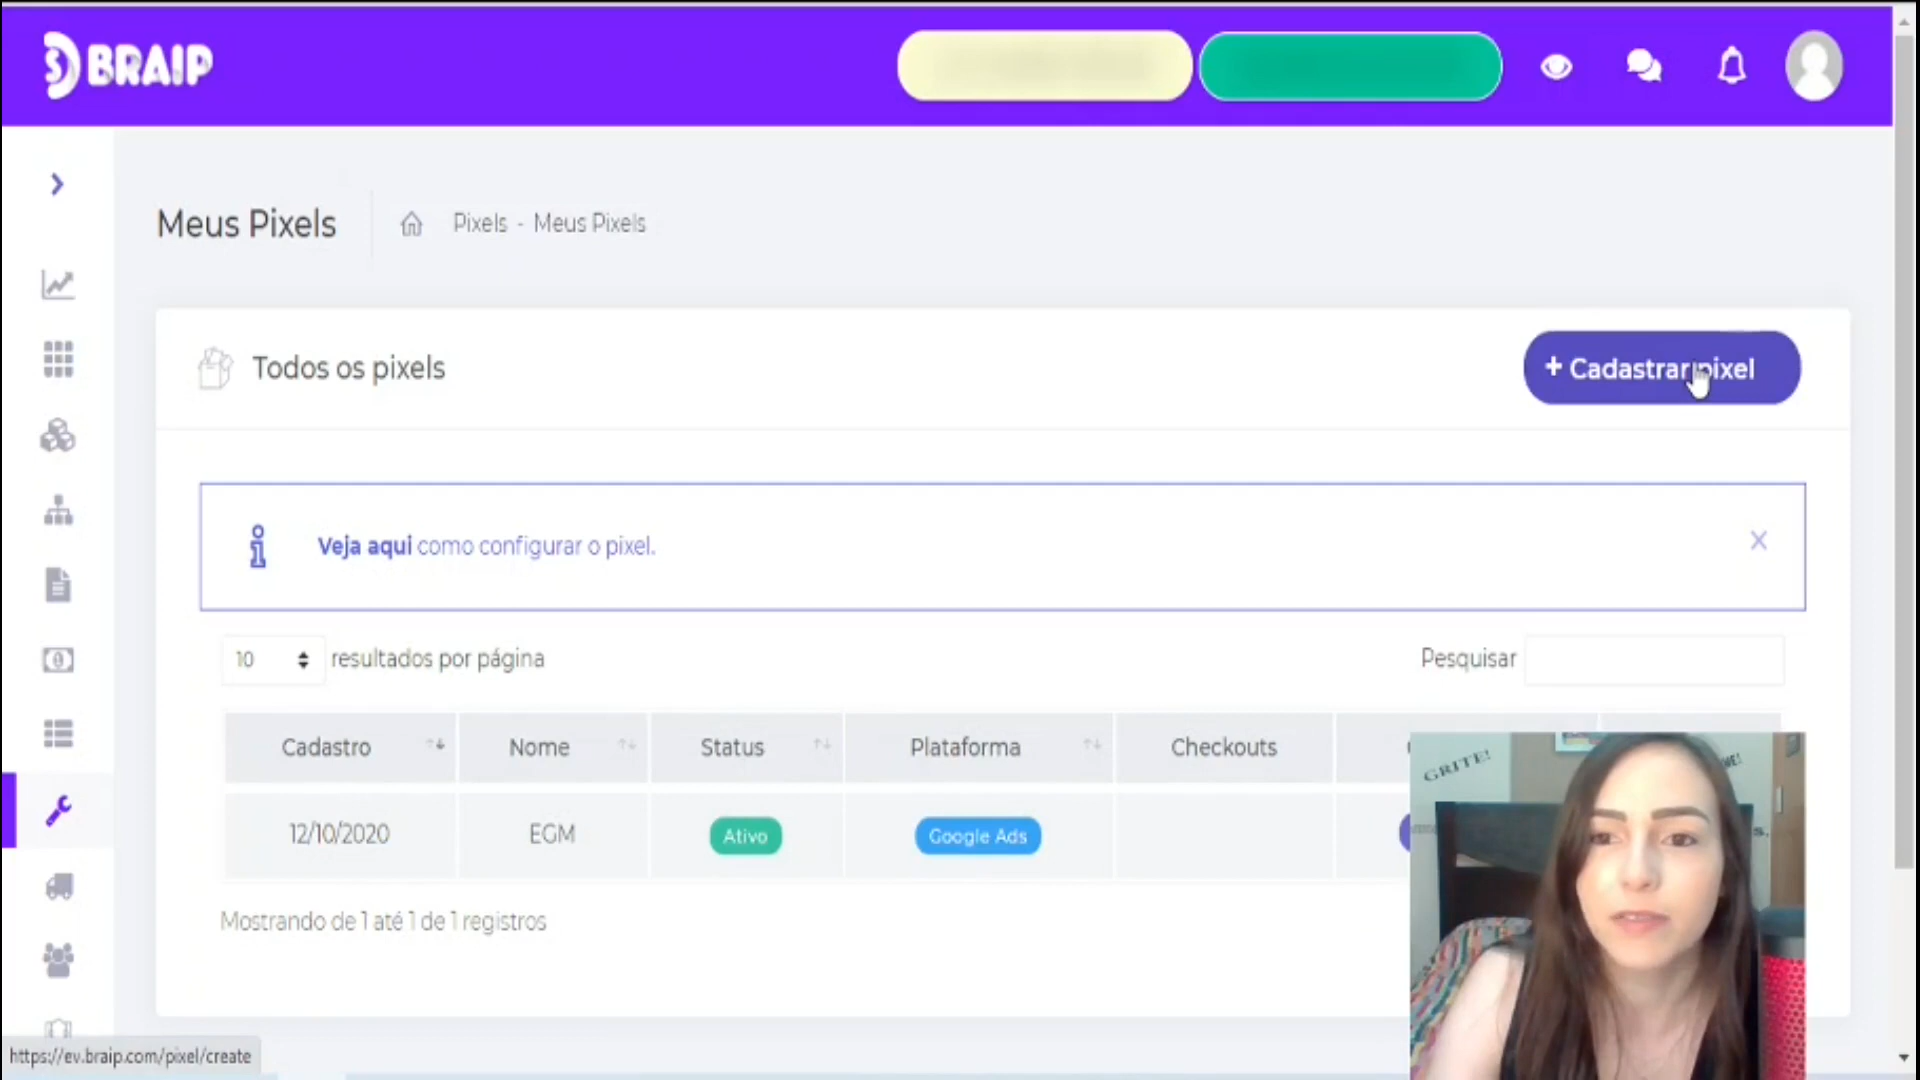 BRAIP
Meus Pixels
Pixels - Meus Pixels
Todos os pixels
+ Cadastrar pixel
Veja aqui como configurar o pixel.
10 resultados por página
Pesquisar
Cadastro Nome Status Plataforma Checkouts
12/10/2020 EGM Ativo Google Ads
Mostrando de 1 até 1 de 1 registros
GRITE!
https://ev.braip.com/pixel/create